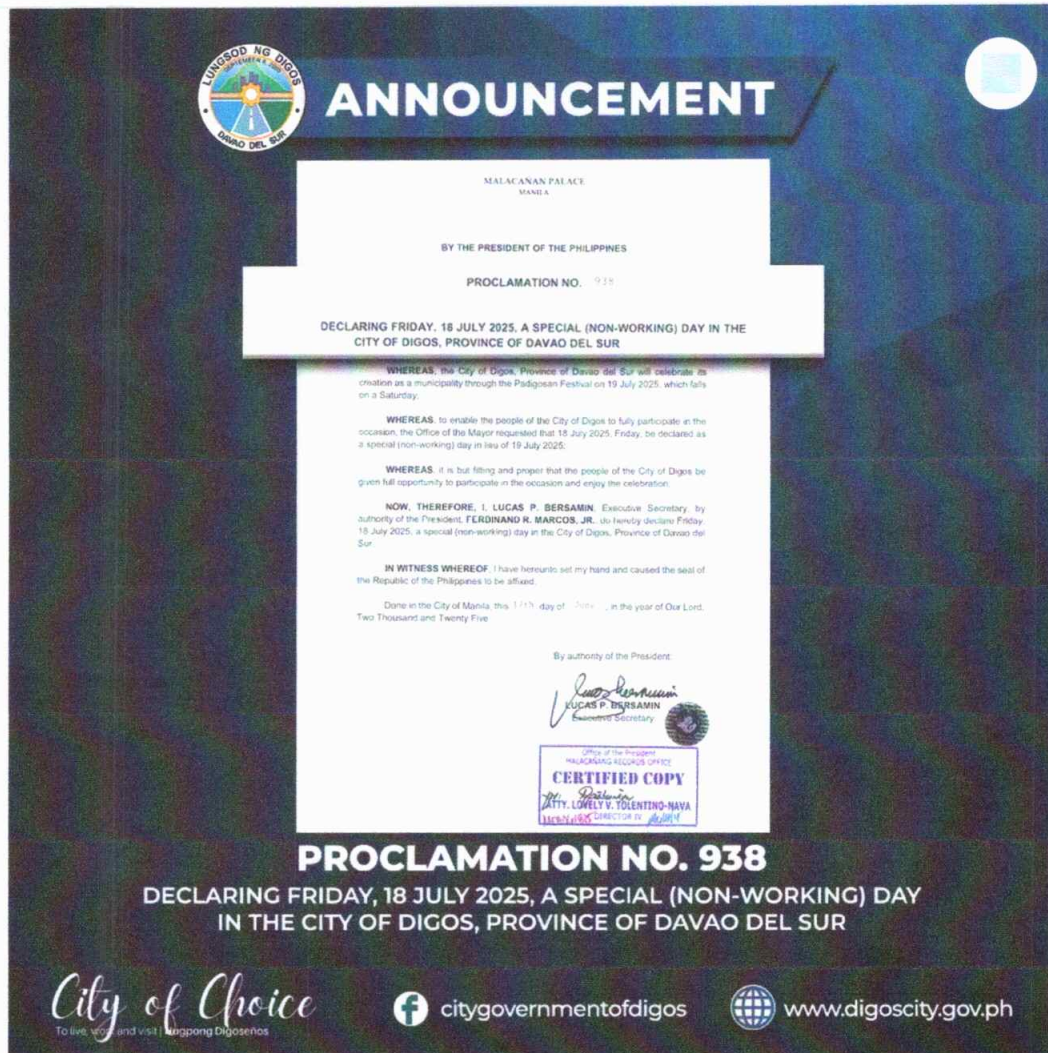 LUNGSOD NG DIGOS
SEPTEMBER 8, 2000
DAVAO DEL SUR
ANNOUNCEMENT
MALACAÑAN PALACE
MANILA
BY THE PRESIDENT OF THE PHILIPPINES
PROCLAMATION NO. 938
DECLARING FRIDAY, 18 JULY 2025, A SPECIAL (NON-WORKING) DAY IN THE
CITY OF DIGOS, PROVINCE OF DAVAO DEL SUR
WHEREAS, the City of Digos, Province of Davao del Sur will celebrate its
creation as a municipality through the Padigosan Festival on 19 July 2025, which falls
on a Saturday;
WHEREAS, to enable the people of the City of Digos to fully participate in the
occasion, the Office of the Mayor requested that 18 July 2025, Friday, be declared as
a special (non-working) day in lieu of 19 July 2025;
WHEREAS, it is but fitting and proper that the people of the City of Digos be
given full opportunity to participate in the occasion and enjoy the celebration.
NOW, THEREFORE, I, LUCAS P. BERSAMIN, Executive Secretary, by
authority of the President, FERDINAND R. MARCOS, JR., do hereby declare Friday,
18 July 2025, a special (non-working) day in the City of Digos, Province of Davao del
Sur.
IN WITNESS WHEREOF, I have hereunto set my hand and caused the seal of
the Republic of the Philippines to be affixed.
Done in the City of Manila, this day of , in the year of Our Lord,
Two Thousand and Twenty Five.
By authority of the President:
LUCAS P. BERSAMIN
Executive Secretary
Office of the President
MALACAÑANG RECORDS OFFICE
CERTIFIED COPY
ATTY. LOVELY V. TOLENTINO-NAVA
DIRECTOR IV
PROCLAMATION NO. 938
DECLARING FRIDAY, 18 JULY 2025, A SPECIAL (NON-WORKING) DAY
IN THE CITY OF DIGOS, PROVINCE OF DAVAO DEL SUR
City of Choice
To live, work and visit | Digoseños
citygovernmentofdigos
www.digoscity.gov.ph